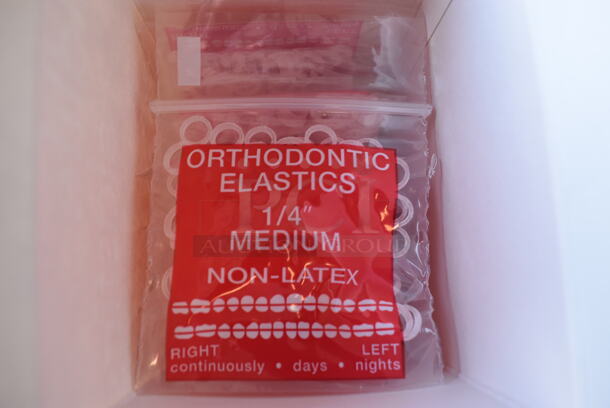 ORTHODONTIC
ELASTICS
1/4"
MEDIUM
NON-LATEX
RIGHT LEFT
continuously • days • nights